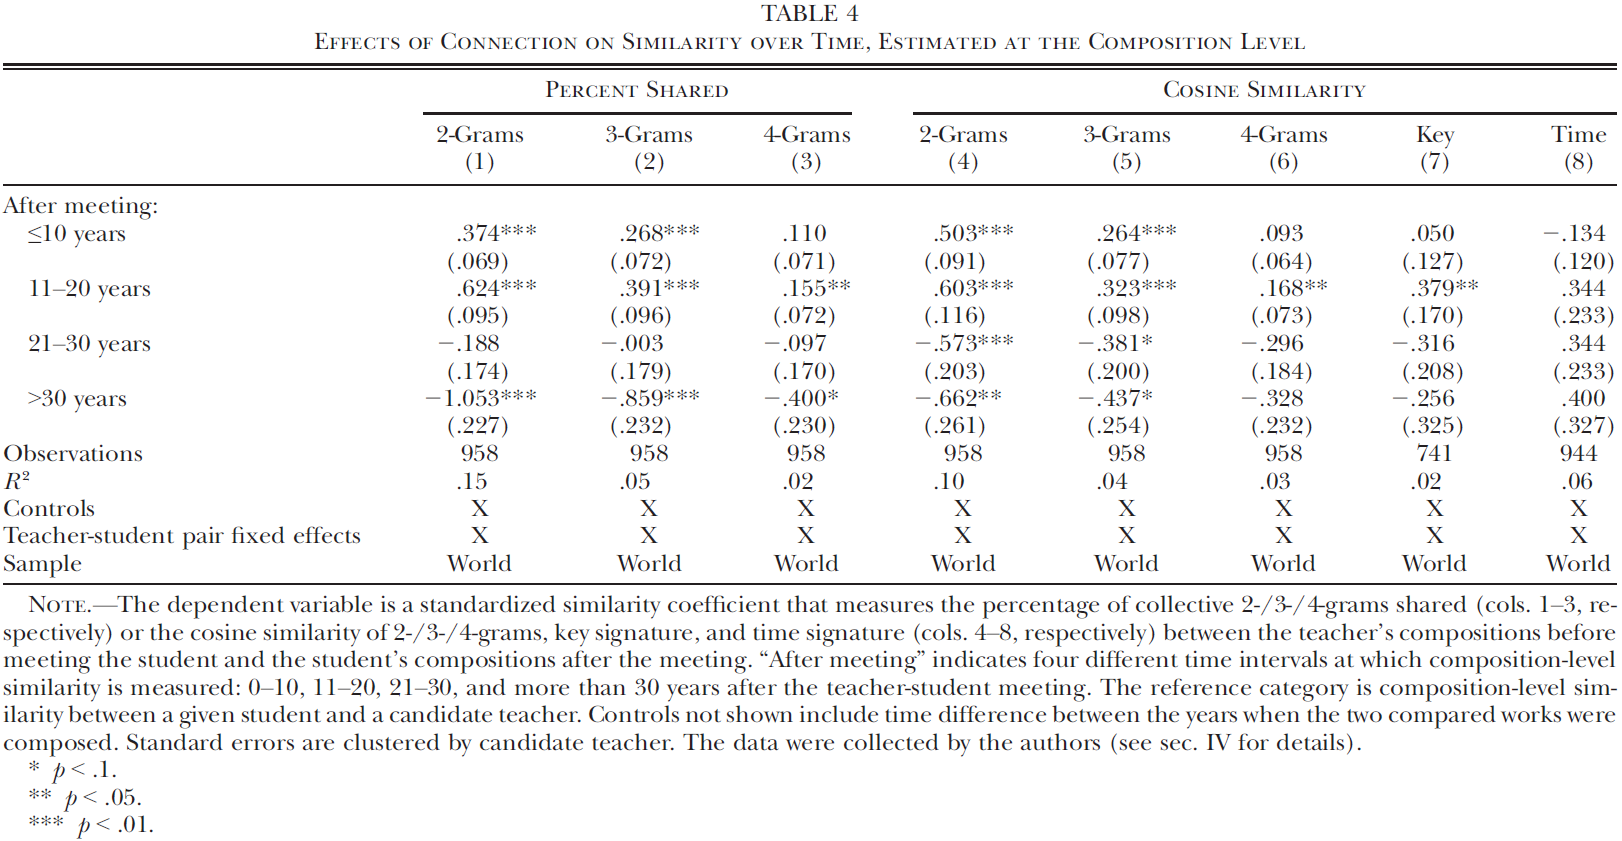 TABLE 4
Effects of Connection on Similarity over Time, Estimated at the Composition Level
Percent Shared Cosine Similarity
2-Grams 3-Grams 4-Grams 2-Grams 3-Grams 4-Grams Key Time
(1) (2) (3) (4) (5) (6) (7) (8)
After meeting:
≤10 years .374*** .268*** .110 .503*** .264*** .093 .050 −.134
(.069) (.072) (.071) (.091) (.077) (.064) (.127) (.120)
11–20 years .624*** .391*** .155** .603*** .323*** .168** .379** .344
(.095) (.096) (.072) (.116) (.098) (.073) (.170) (.233)
21–30 years −.188 −.003 −.097 −.573*** −.381* −.296 −.316 .344
(.174) (.179) (.170) (.203) (.200) (.184) (.208) (.233)
>30 years −1.053*** −.859*** −.400* −.662** −.437* −.328 −.256 .400
(.227) (.232) (.230) (.261) (.254) (.232) (.325) (.327)
Observations 958 958 958 958 958 958 741 944
R² .15 .05 .02 .10 .04 .03 .02 .06
Controls X X X X X X X X
Teacher-student pair fixed effects X X X X X X X X
Sample World World World World World World World World
Note.—The dependent variable is a standardized similarity coefficient that measures the percentage of collective 2-/3-/4-grams shared (cols. 1–3, re-
spectively) or the cosine similarity of 2-/3-/4-grams, key signature, and time signature (cols. 4–8, respectively) between the teacher's compositions before
meeting the student and the student's compositions after the meeting. “After meeting” indicates four different time intervals at which composition-level
similarity is measured: 0–10, 11–20, 21–30, and more than 30 years after the teacher-student meeting. The reference category is composition-level sim-
ilarity between a given student and a candidate teacher. Controls not shown include time difference between the years when the two compared works were
composed. Standard errors are clustered by candidate teacher. The data were collected by the authors (see sec. IV for details).
* p < .1.
** p < .05.
*** p < .01.